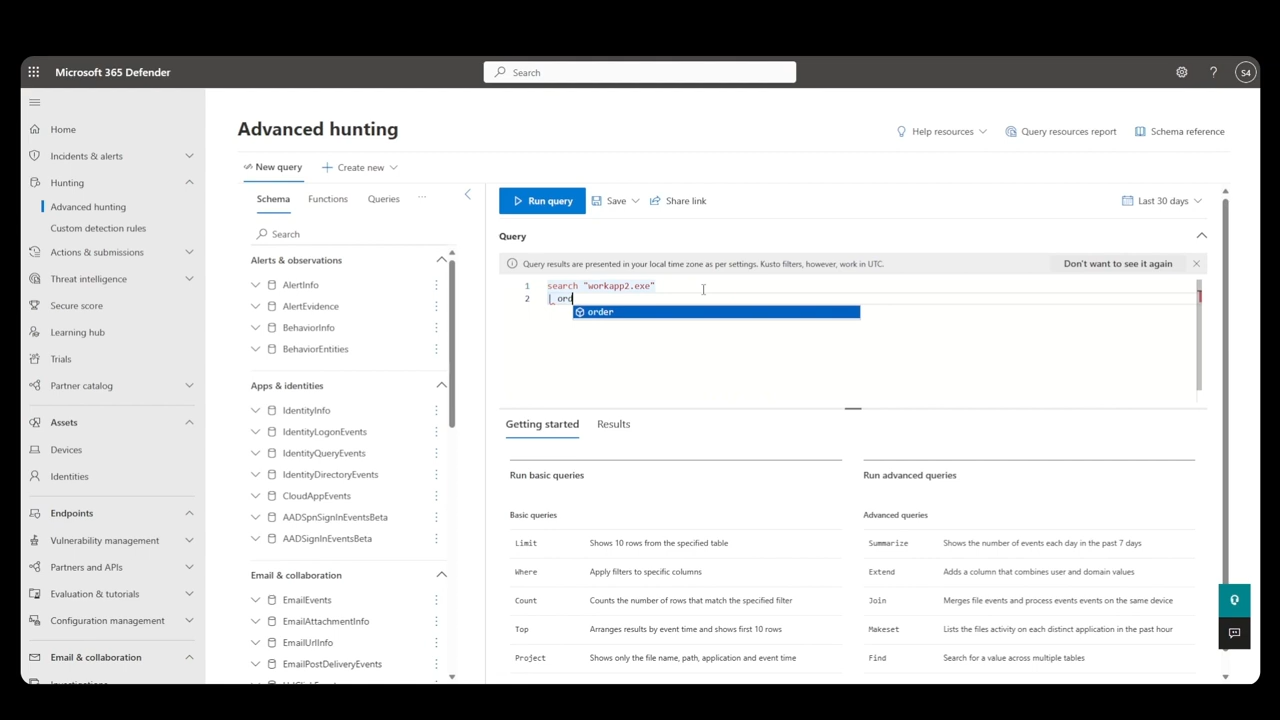 Microsoft 365 Defender
Search
S4
Home
Incidents & alerts
Hunting
Advanced hunting
Custom detection rules
Actions & submissions
Threat intelligence
Secure score
Learning hub
Trials
Partner catalog
Assets
Devices
Identities
Endpoints
Vulnerability management
Partners and APIs
Evaluation & tutorials
Configuration management
Email & collaboration
Advanced hunting
Help resources
Query resources report
Schema reference
New query
Create new
Schema
Functions
Queries
Search
Alerts & observations
AlertInfo
AlertEvidence
BehaviorInfo
BehaviorEntities
Apps & identities
IdentityInfo
IdentityLogonEvents
IdentityQueryEvents
IdentityDirectoryEvents
CloudAppEvents
AADSpnSignInEventsBeta
AADSignInEventsBeta
Email & collaboration
EmailEvents
EmailAttachmentInfo
EmailUrlInfo
EmailPostDeliveryEvents
Run query
Save
Share link
Last 30 days
Query
Query results are presented in your local time zone as per settings. Kusto filters, however, work in UTC.
Don't want to see it again
1 search "workapp2.exe"
2 | ord
order
Getting started
Results
Run basic queries
Basic queries
Limit Shows 10 rows from the specified table
Where Apply filters to specific columns
Count Counts the number of rows that match the specified filter
Top Arranges results by event time and shows first 10 rows
Project Shows only the file name, path, application and event time
Run advanced queries
Advanced queries
Summarize Shows the number of events each day in the past 7 days
Extend Adds a column that combines user and domain values
Join Merges file events and process events events on the same device
Makeset Lists the files activity on each distinct application in the past hour
Find Search for a value across multiple tables